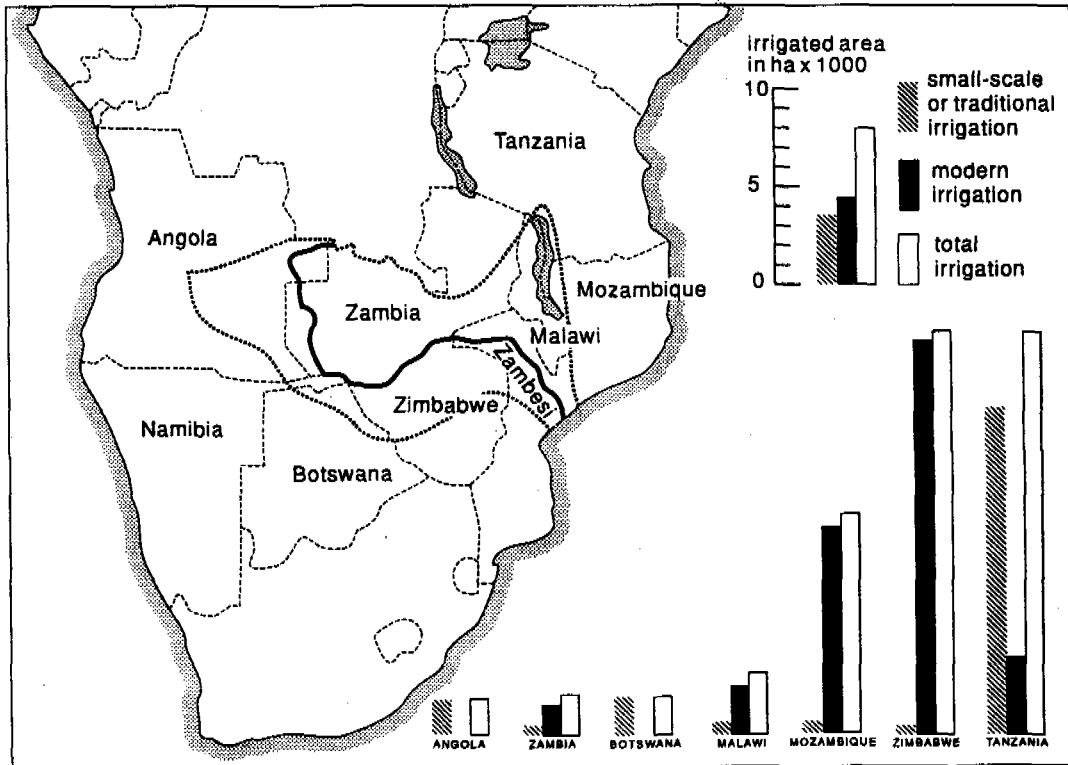 irrigated area
in ha x 1000
10
5
0
small-scale
or traditional
irrigation
modern
irrigation
total
irrigation
Tanzania
Angola
Zambia
Mozambique
Malawi
Zambesi
Zimbabwe
Namibia
Botswana
ANGOLA
ZAMBIA
BOTSWANA
MALAWI
MOZAMBIQUE
ZIMBABWE
TANZANIA